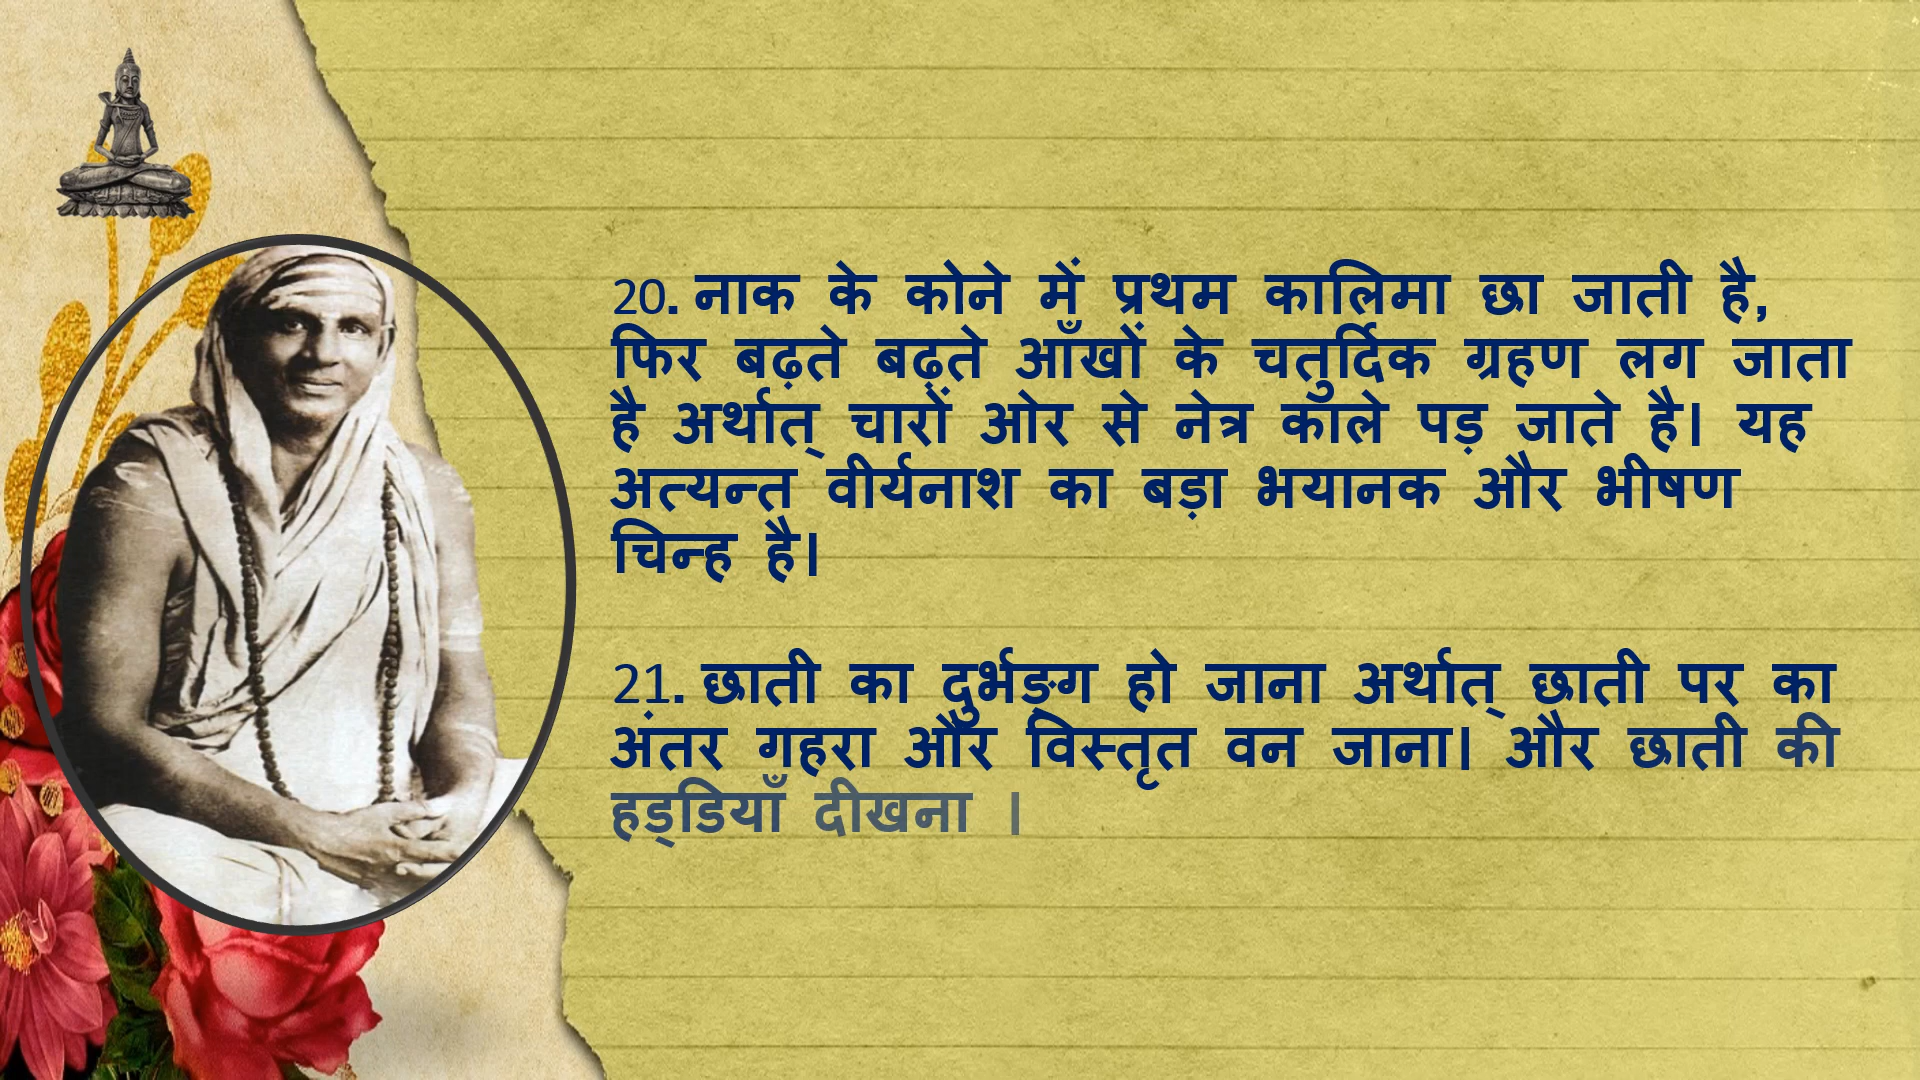 20. नाक के कोने में प्रथम कालिमा छा जाती है,
फिर बढ़ते बढ़ते आँखों के चतुर्दिक ग्रहण लग जाता
है अर्थात् चारों ओर से नेत्र काले पड़ जाते है। यह
अत्यन्त वीर्यनाश का बड़ा भयानक और भीषण
चिन्ह है।
21. छाती का दुर्भङ्ग हो जाना अर्थात् छाती पर का
अ़ंतर गहरा और विस्तृत वन जाना। और छाती की
हड्डियाँ दीखना ।